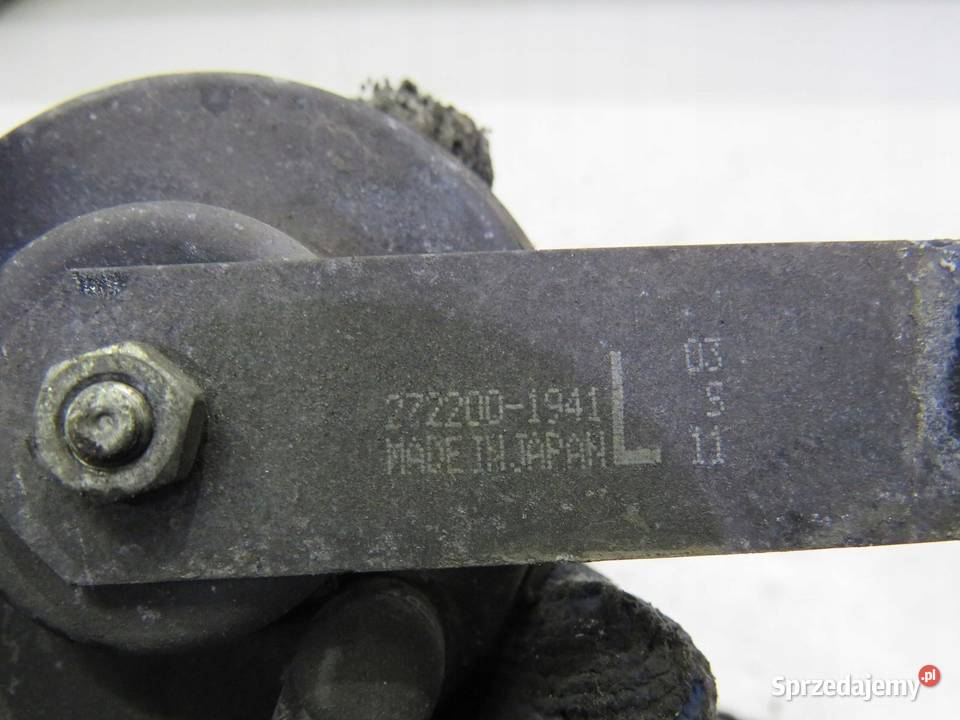 272200-1941
MADE IN JAPAN
L
03
5
11
Sprzedajemy.pl